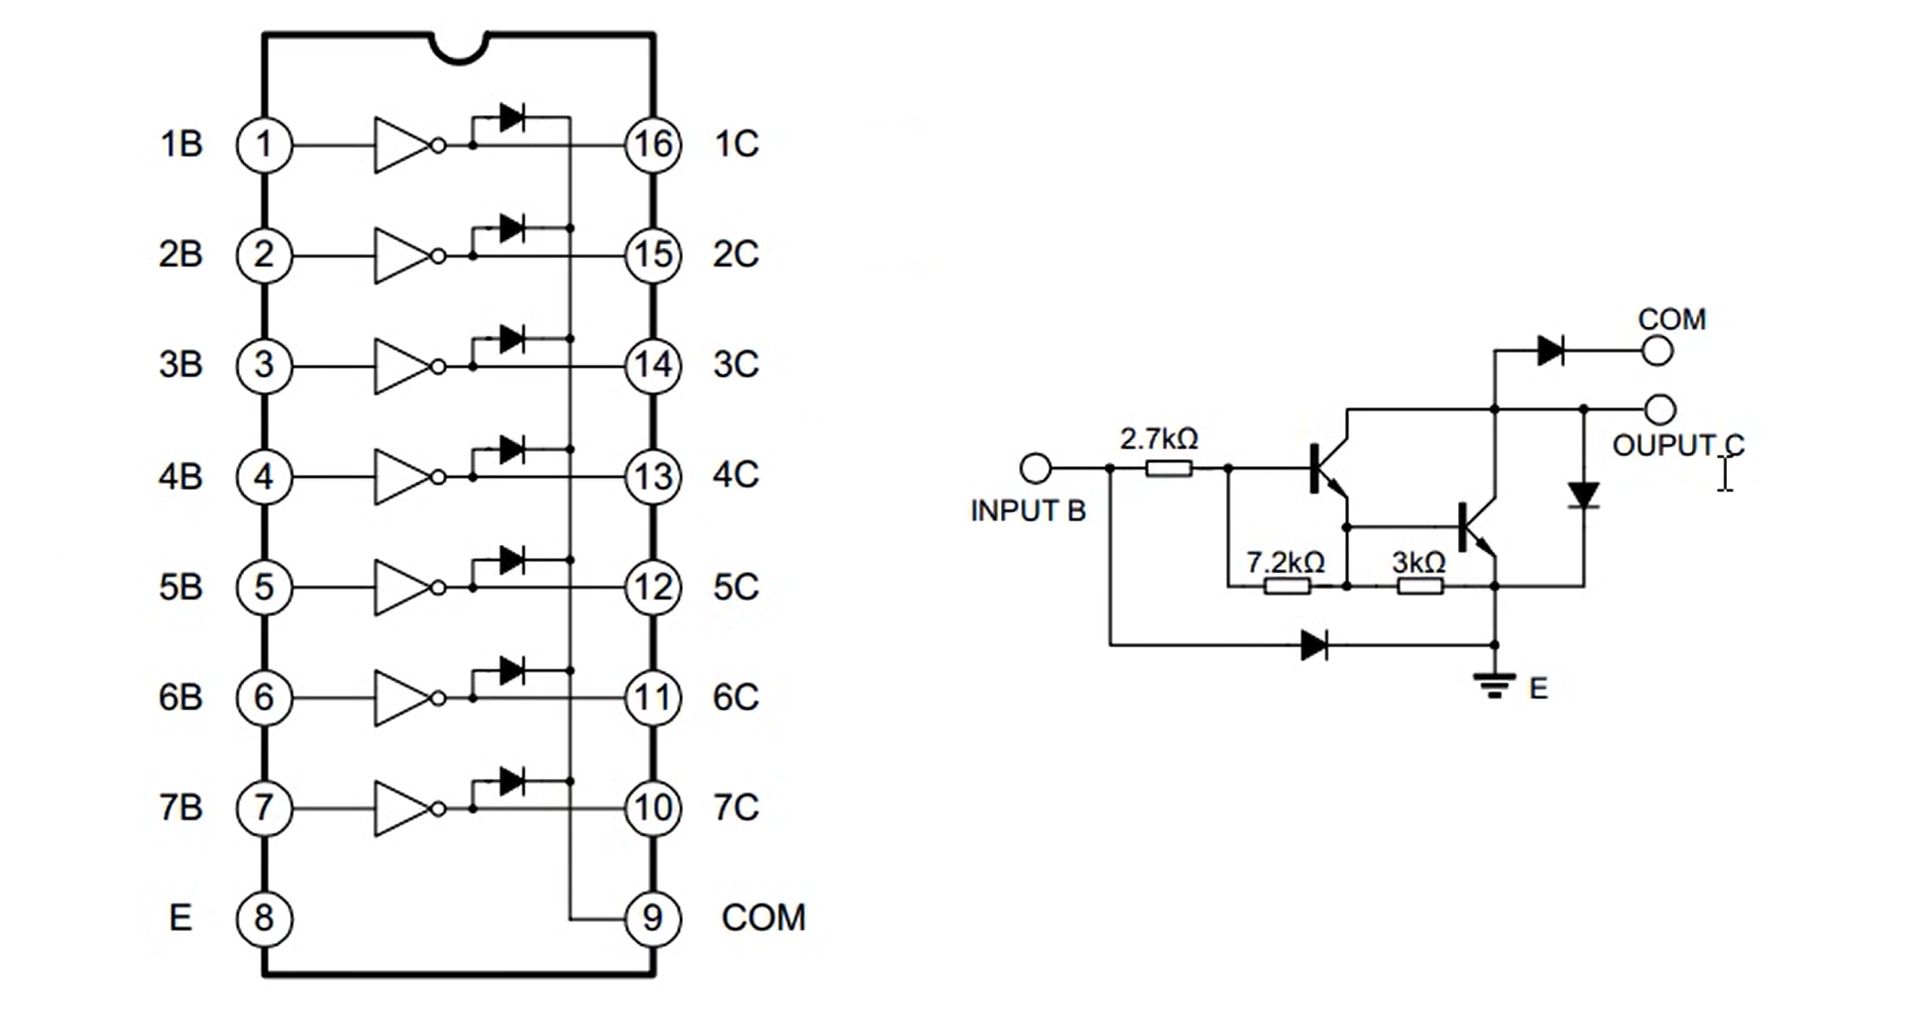 1B 1 16 1C
2B 2 15 2C
3B 3 14 3C
4B 4 13 4C
5B 5 12 5C
6B 6 11 6C
7B 7 10 7C
E 8 9 COM
COM
2.7kΩ
OUPUT C
INPUT B
7.2kΩ 3kΩ
E